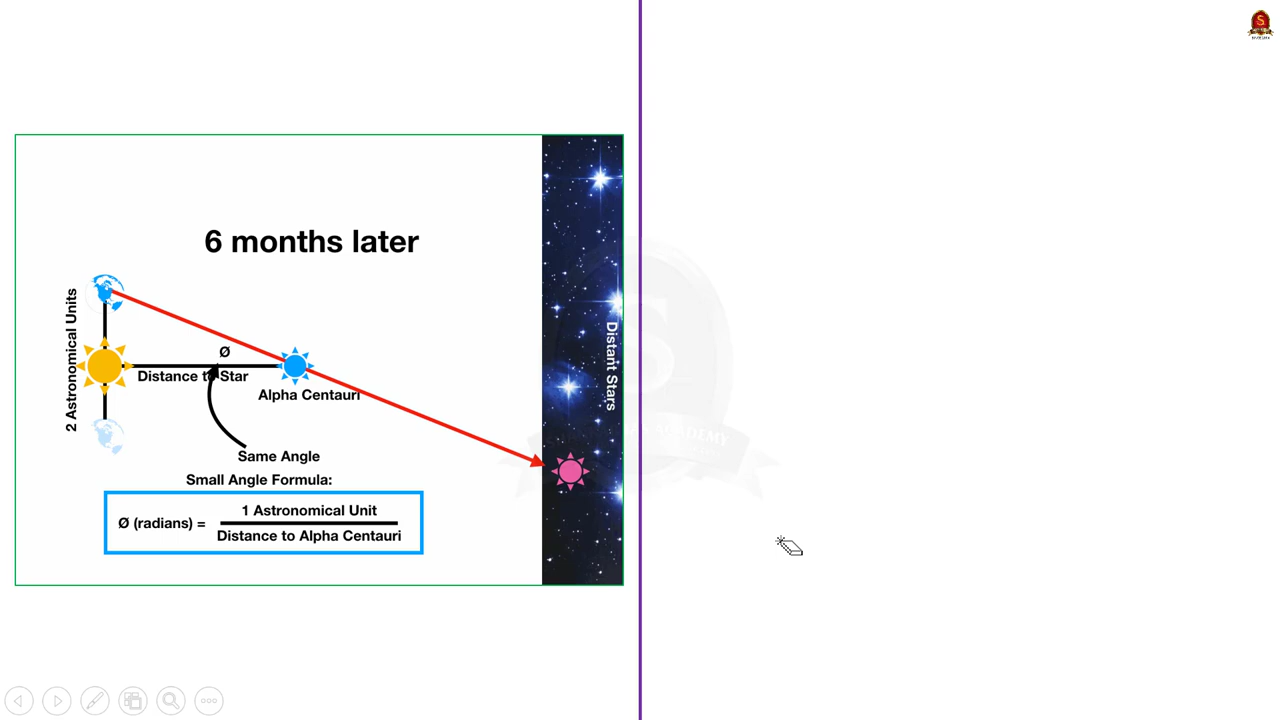 6 months later
2 Astronomical Units
Ø
Distance to Star
Alpha Centauri
Distant Stars
Same Angle
Small Angle Formula:
Ø (radians) =
1 Astronomical Unit
Distance to Alpha Centauri
S
ACADEMY